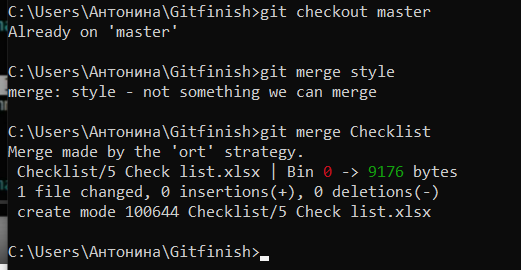 C:\Users\Антонина\Gitfinish>git checkout master
Already on 'master'
C:\Users\Антонина\Gitfinish>git merge style
merge: style - not something we can merge
C:\Users\Антонина\Gitfinish>git merge Checklist
Merge made by the 'ort' strategy.
 Checklist/5 Check list.xlsx | Bin 0 -> 9176 bytes
 1 file changed, 0 insertions(+), 0 deletions(-)
 create mode 100644 Checklist/5 Check list.xlsx
C:\Users\Антонина\Gitfinish>